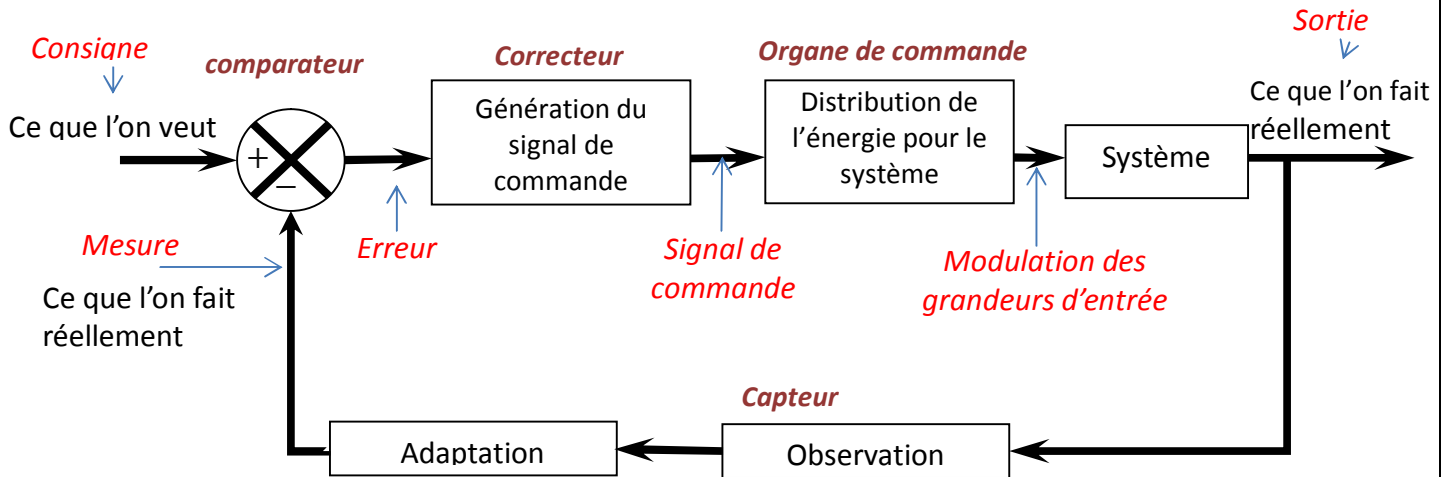 Consigne
comparateur
Correcteur
Organe de commande
Sortie
Ce que l'on veut
+
−
Génération du
signal de
commande
Distribution de
l'énergie pour le
système
Système
Ce que l'on fait
réellement
Mesure
Ce que l'on fait
réellement
Erreur
Signal de
commande
Modulation des
grandeurs d'entrée
Capteur
Adaptation
Observation